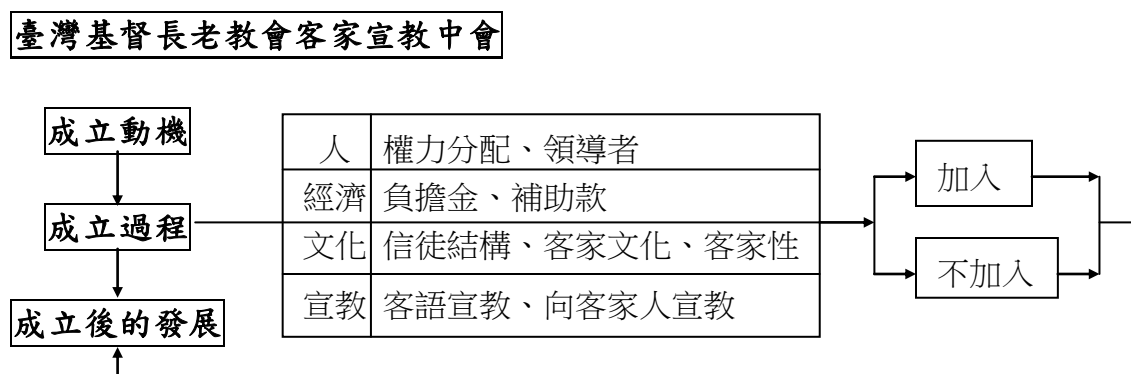 臺灣基督長老教會客家宣教中會
成立動機
成立過程
成立後的發展
人 權力分配、領導者
經濟 負擔金、補助款
文化 信徒結構、客家文化、客家性
宣教 客語宣教、向客家人宣教
加入
不加入